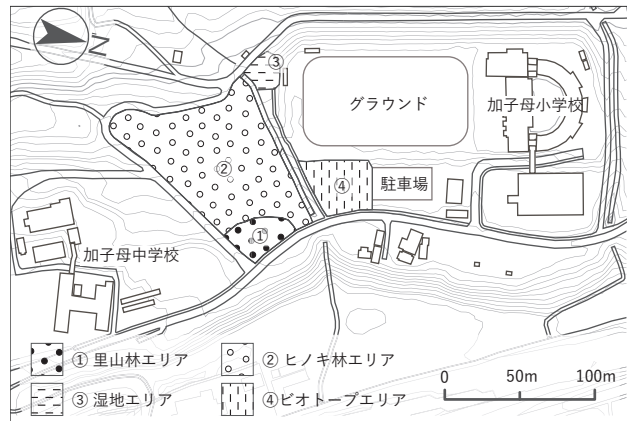 N
③
グラウンド
加子母小学校
②
④
駐車場
①
加子母中学校
① 里山林エリア
② ヒノキ林エリア
③ 湿地エリア
④ビオトープエリア
0 50m 100m